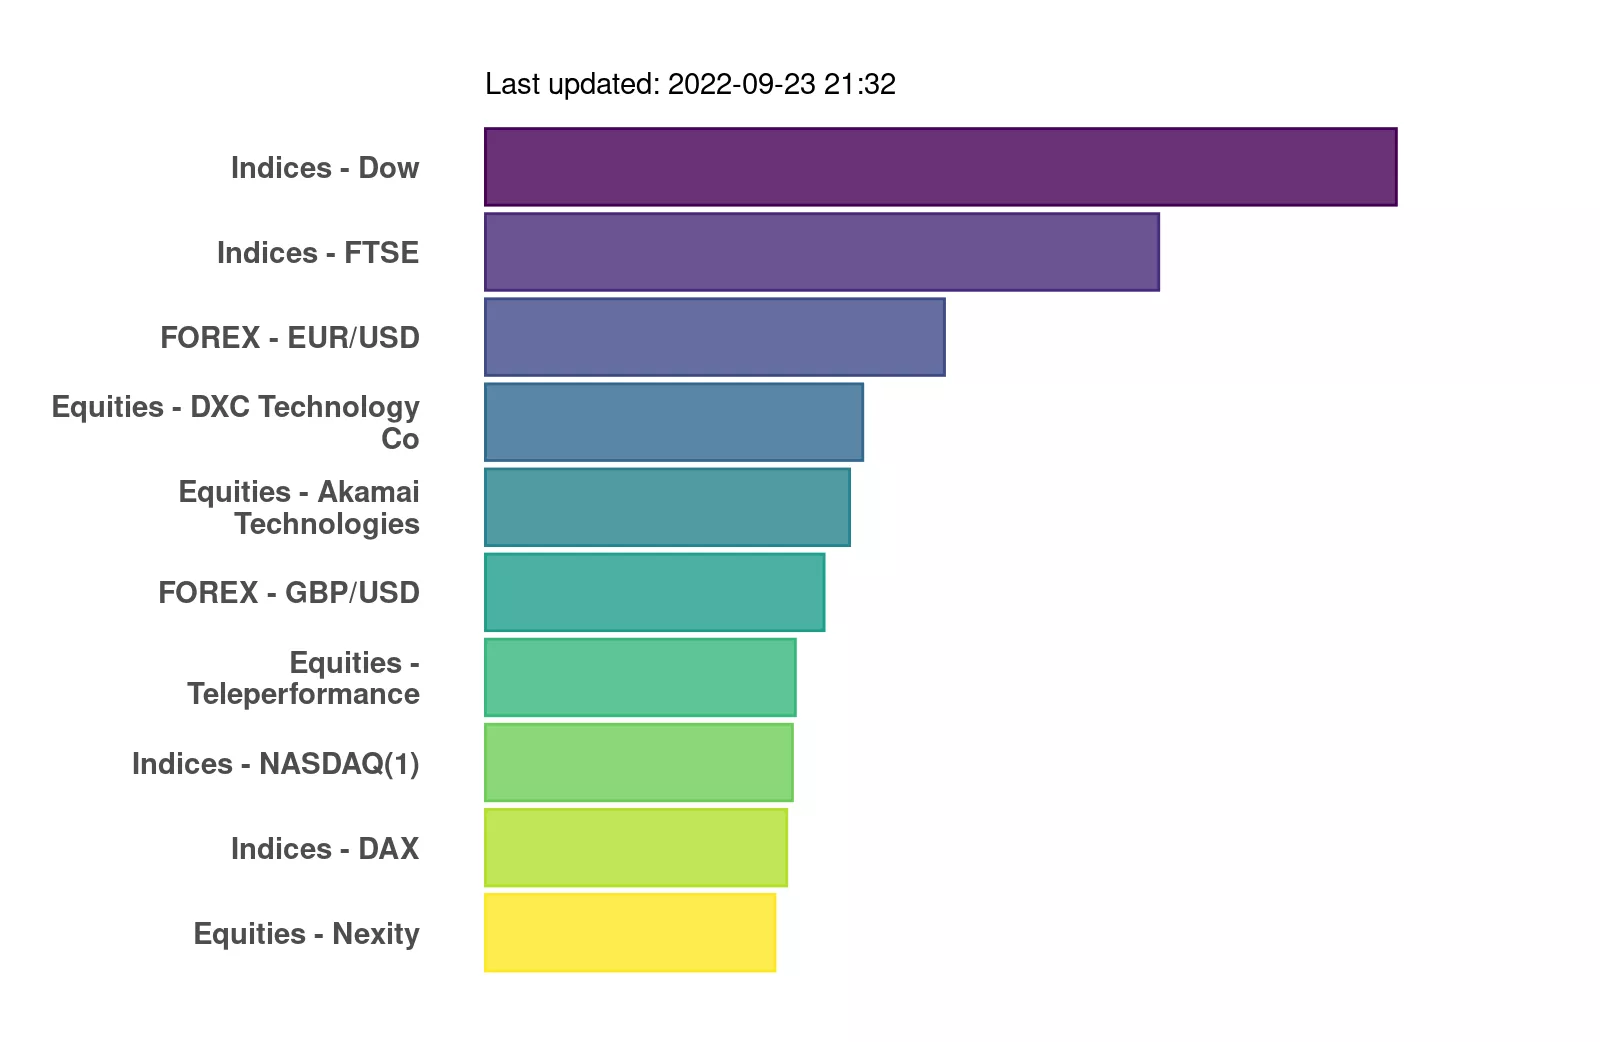 Last updated: 2022-09-23 21:32
Indices - Dow
Indices - FTSE
FOREX - EUR/USD
Equities - DXC Technology
Co
Equities - Akamai
Technologies
FOREX - GBP/USD
Equities -
Teleperformance
Indices - NASDAQ(1)
Indices - DAX
Equities - Nexity